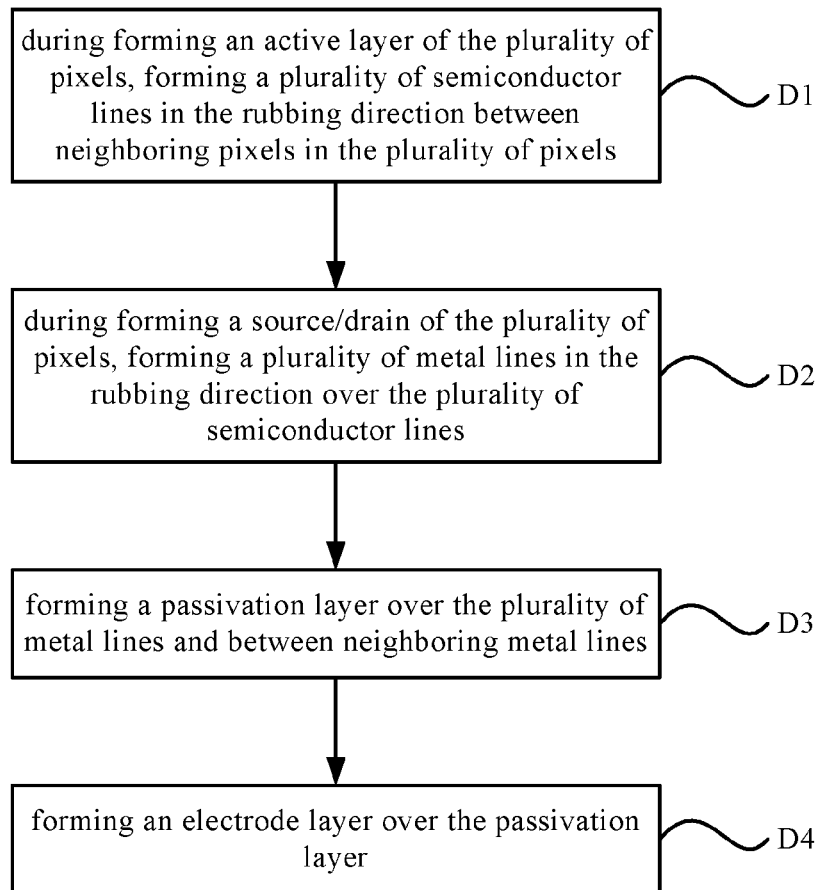 during forming an active layer of the plurality of
pixels, forming a plurality of semiconductor
lines in the rubbing direction between
neighboring pixels in the plurality of pixels
D1
during forming a source/drain of the plurality of
pixels, forming a plurality of metal lines in the
rubbing direction over the plurality of
semiconductor lines
D2
forming a passivation layer over the plurality of
metal lines and between neighboring metal lines
D3
forming an electrode layer over the passivation
layer
D4